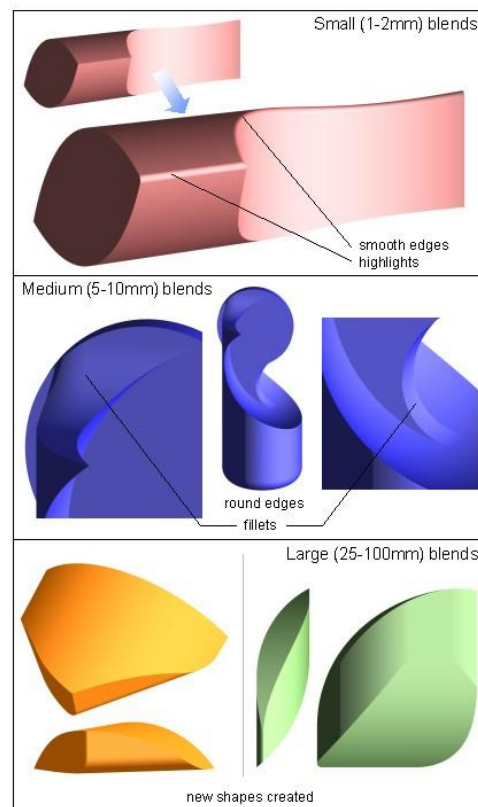 Small (1-2mm) blends
smooth edges
highlights
Medium (5-10mm) blends
round edges
fillets
Large (25-100mm) blends
new shapes created